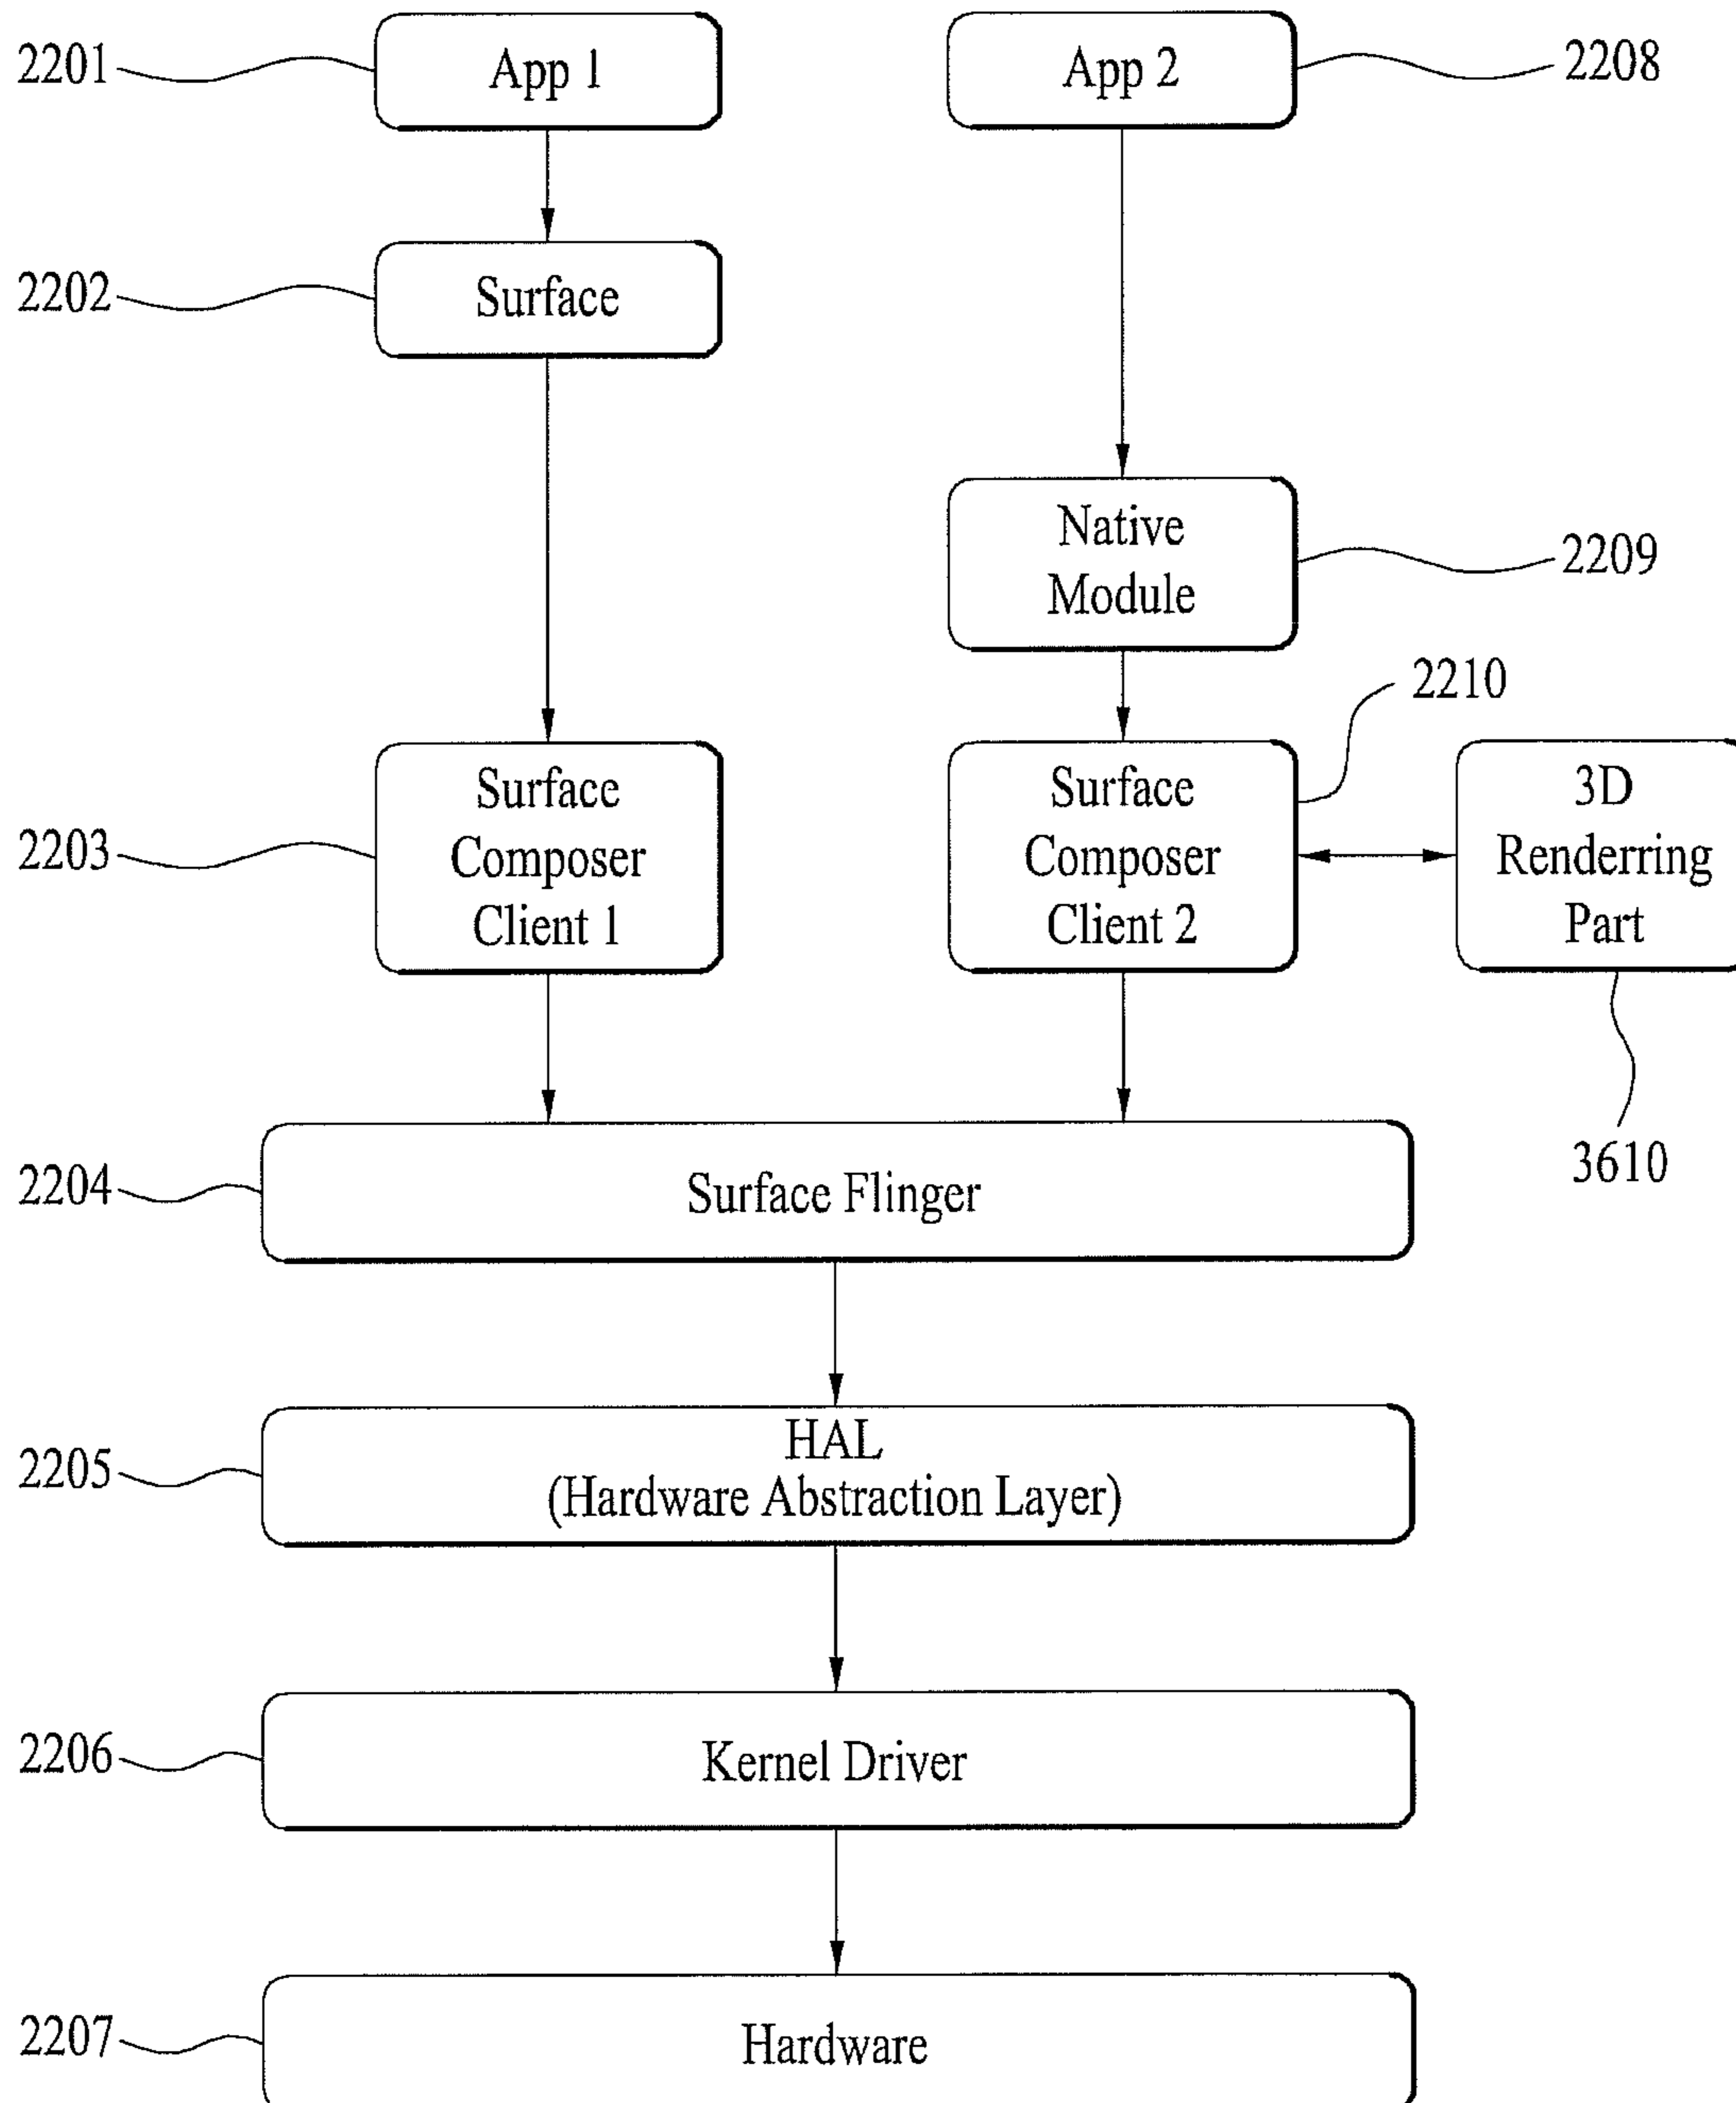 2201
App 1
App 2
2208
2202
Surface
Native
Module
2209
2210
2203
Surface
Composer
Client 1
Surface
Composer
Client 2
3D
Renderring
Part
3610
2204
Surface Flinger
2205
HAL
(Hardware Abstraction Layer)
2206
Kernel Driver
2207
Hardware